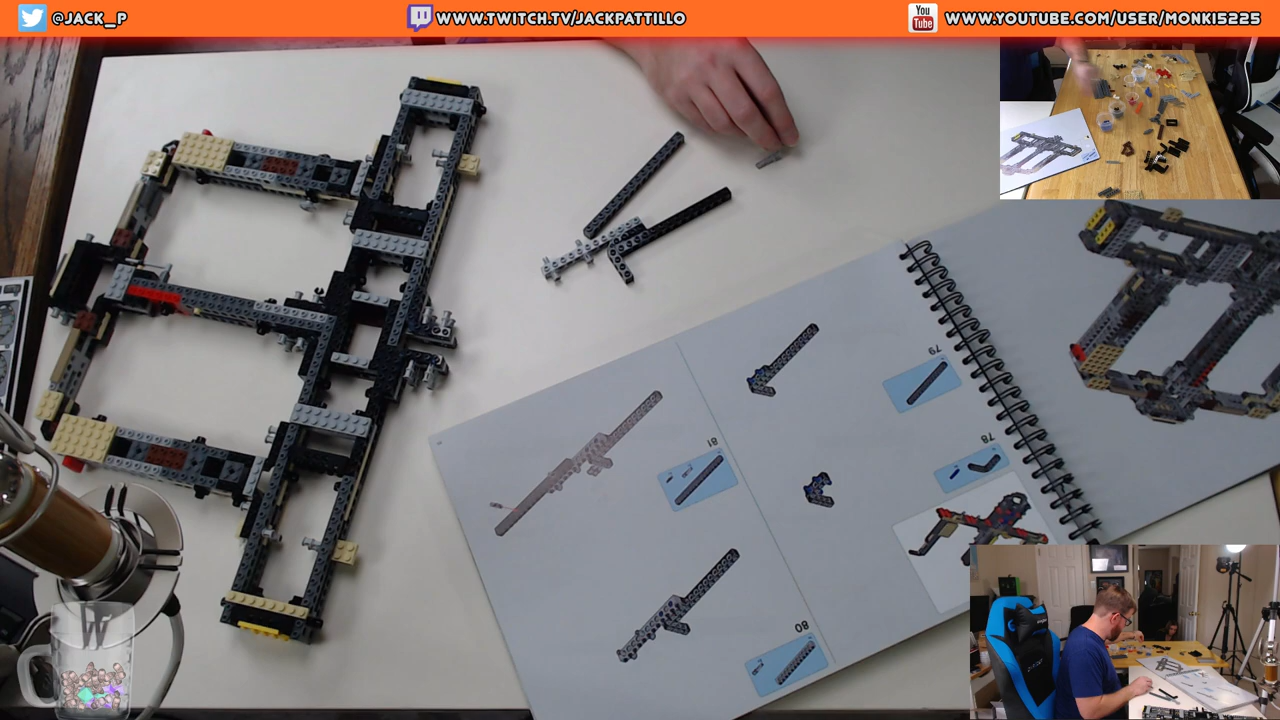 @JACK_P
WWW.TWITCH.TV/JACKPATTILLO
You
Tube
WWW.YOUTUBE.COM/USER/MONKI5225
79
78
81
80
W